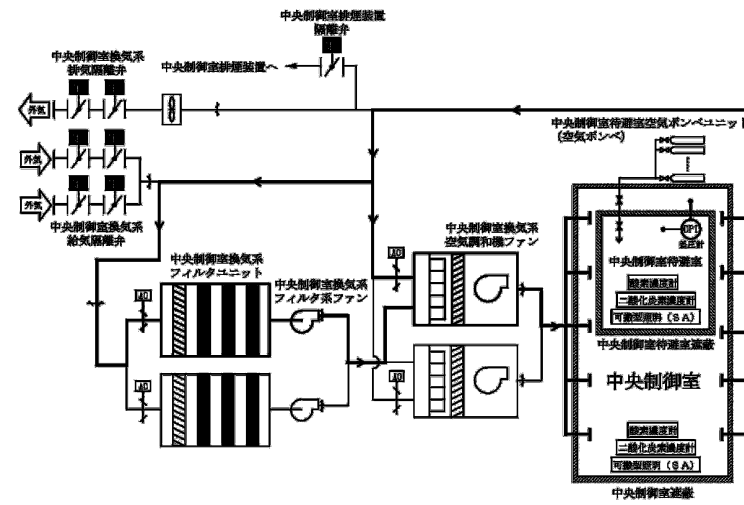 中央制御室排煙装置
隔離弁
中央制御室換気系
排気隔離弁
中央制御室排煙装置へ
外気
外気
外気
中央制御室換気系
給気隔離弁
中央制御室待避室空気ボンベユニット
(空気ボンベ)
中央制御室換気系
フィルタユニット
中央制御室換気系
フィルタ系ファン
中央制御室換気系
空気調和機ファン
AO
AO
AO
AO
DPI
差圧計
中央制御室待避室
酸素濃度計
二酸化炭素濃度計
可搬型照明(SA)
中央制御室待避室遮蔽
中央制御室
酸素濃度計
二酸化炭素濃度計
可搬型照明(SA)
中央制御室遮蔽